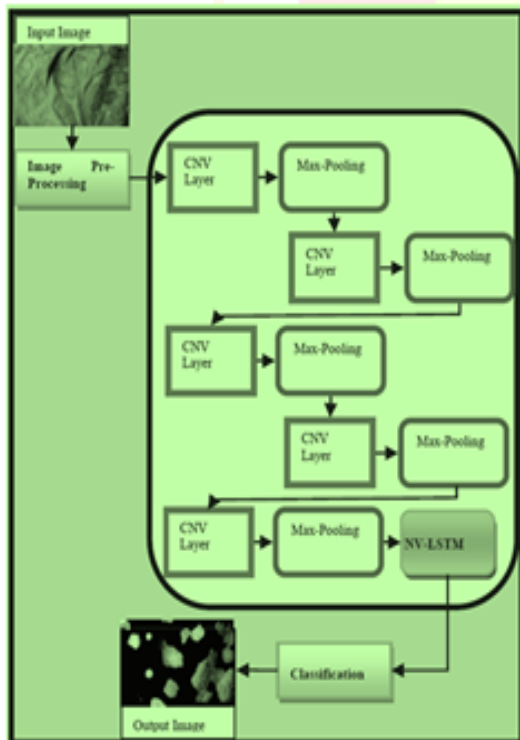 Input Image
Image Pre-
Processing
CNV
Layer
Max-Pooling
CNV
Layer
Max-Pooling
CNV
Layer
Max-Pooling
CNV
Layer
Max-Pooling
CNV
Layer
Max-Pooling
NV-LSTM
Classification
Output Image